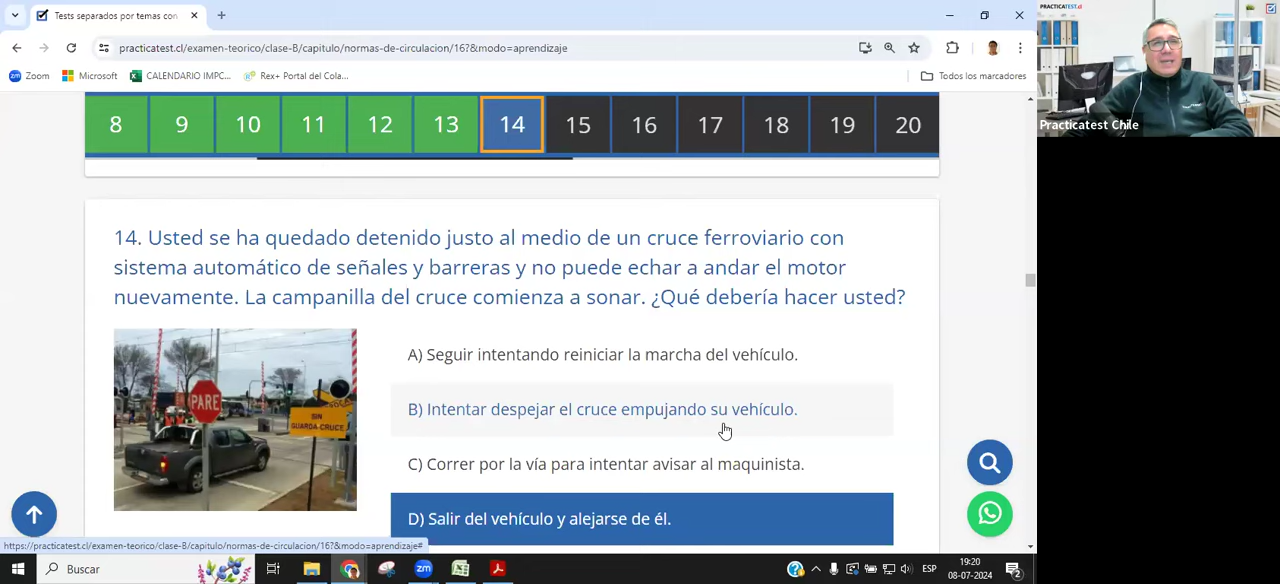 Tests separados por temas con
practicatest.cl/examen-teorico/clase-B/capitulo/normas-de-circulacion/16?&modo=aprendizaje
Zoom
Microsoft
CALENDARIO IMPC...
Rex+ Portal del Cola...
Todos los marcadores
PRACTICATEST.cl
Practicatest Chile
8 9 10 11 12 13 14 15 16 17 18 19 20
14. Usted se ha quedado detenido justo al medio de un cruce ferroviario con
sistema automático de señales y barreras y no puede echar a andar el motor
nuevamente. La campanilla del cruce comienza a sonar. ¿Qué debería hacer usted?
PARE
SIN
GUARDA-CRUCE
A) Seguir intentando reiniciar la marcha del vehículo.
B) Intentar despejar el cruce empujando su vehículo.
C) Correr por la vía para intentar avisar al maquinista.
D) Salir del vehículo y alejarse de él.
https://practicatest.cl/examen-teorico/clase-B/capitulo/normas-de-circulacion/16?&modo=aprendizaje#
Buscar
ESP
19:20
08-07-2024
2